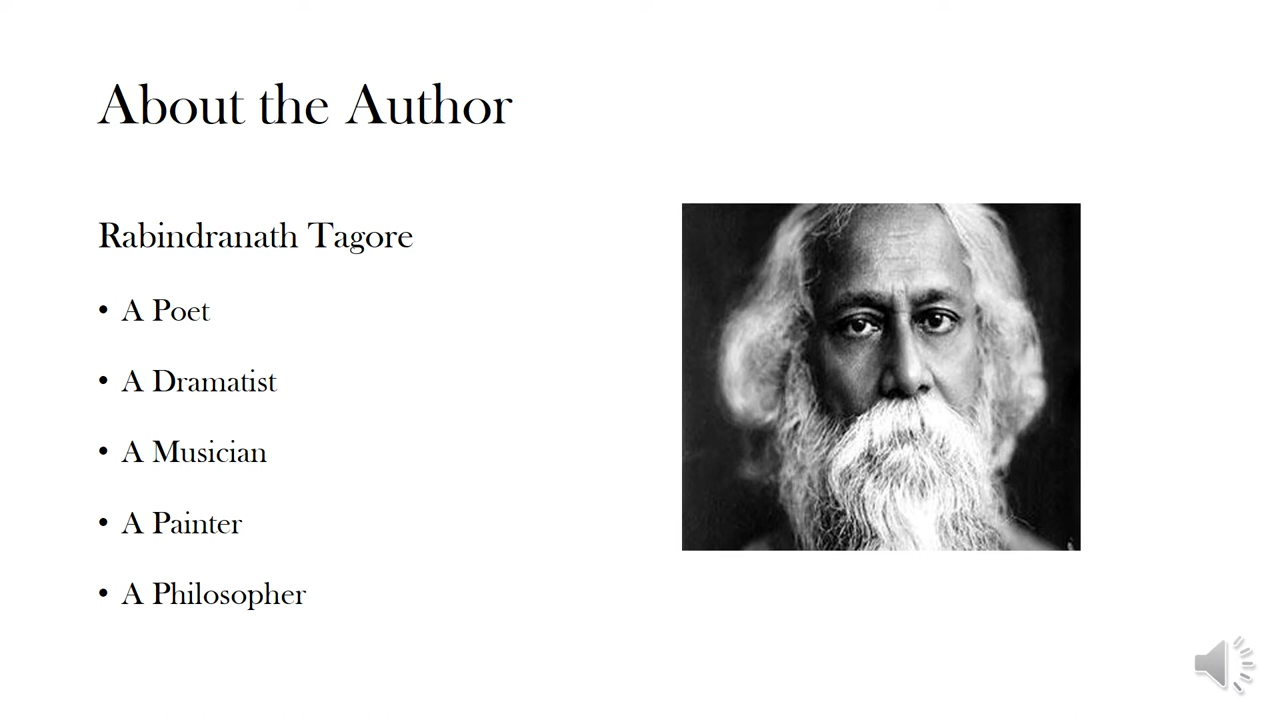 About the Author
Rabindranath Tagore
• A Poet
• A Dramatist
• A Musician
• A Painter
• A Philosopher